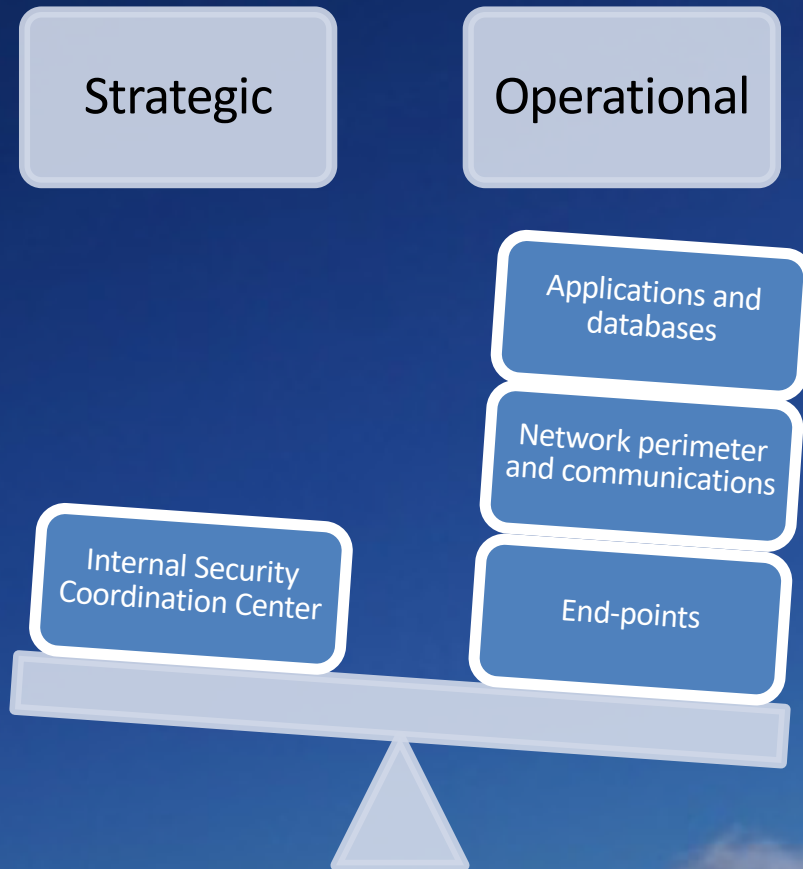 Strategic
Operational
Applications and
databases
Network perimeter
and communications
Internal Security
Coordination Center
End-points